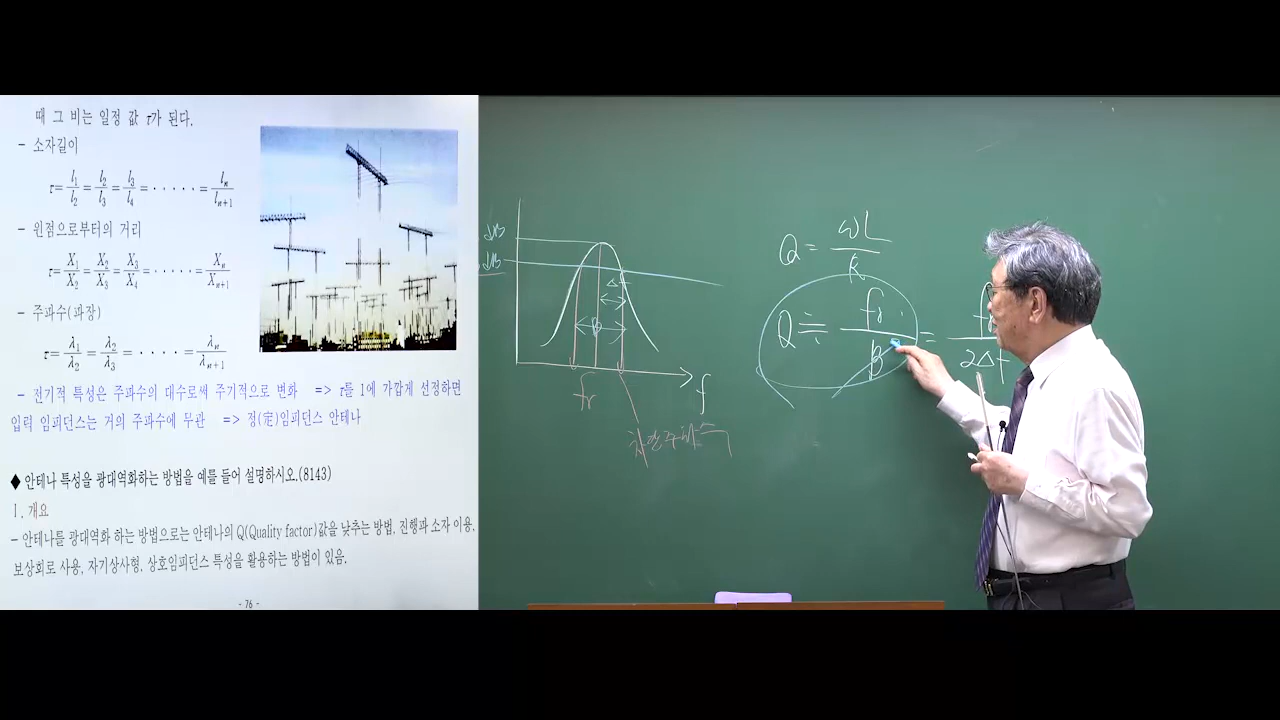 때 그 비는 일정 값 τ가 된다.
- 소자길이
τ = l₁/l₂ = l₂/l₃ = l₃/l₄ = · · · · · = lₙ/lₙ₊₁
- 원점으로부터의 거리
τ = X₁/X₂ = X₂/X₃ = X₃/X₄ = · · · · · = Xₙ/Xₙ₊₁
- 주파수(파장)
τ = λ₁/λ₂ = λ₂/λ₃ = · · · · = λₙ/λₙ₊₁
- 전기적 특성은 주파수의 대수로써 주기적으로 변화 => τ를 1에 가깝게 선정하면
입력 임피던스는 거의 주파수에 무관 => 정(定)임피던스 안테나
◆ 안테나 특성을 광대역화하는 방법을 예를 들어 설명하시오.(8143)
1. 개요
- 안테나를 광대역화 하는 방법으로는 안테나의 Q(Quality factor)값을 낮추는 방법, 진행파 소자 이용,
보상회로 사용, 자기상사형, 상호임피던스 특성을 활용하는 방법이 있음.
- 76 -
dB
dB
Δf
B
fr
f
차단주파수
Q = ωL/R
Q ≒ fr/B = f/2Δf